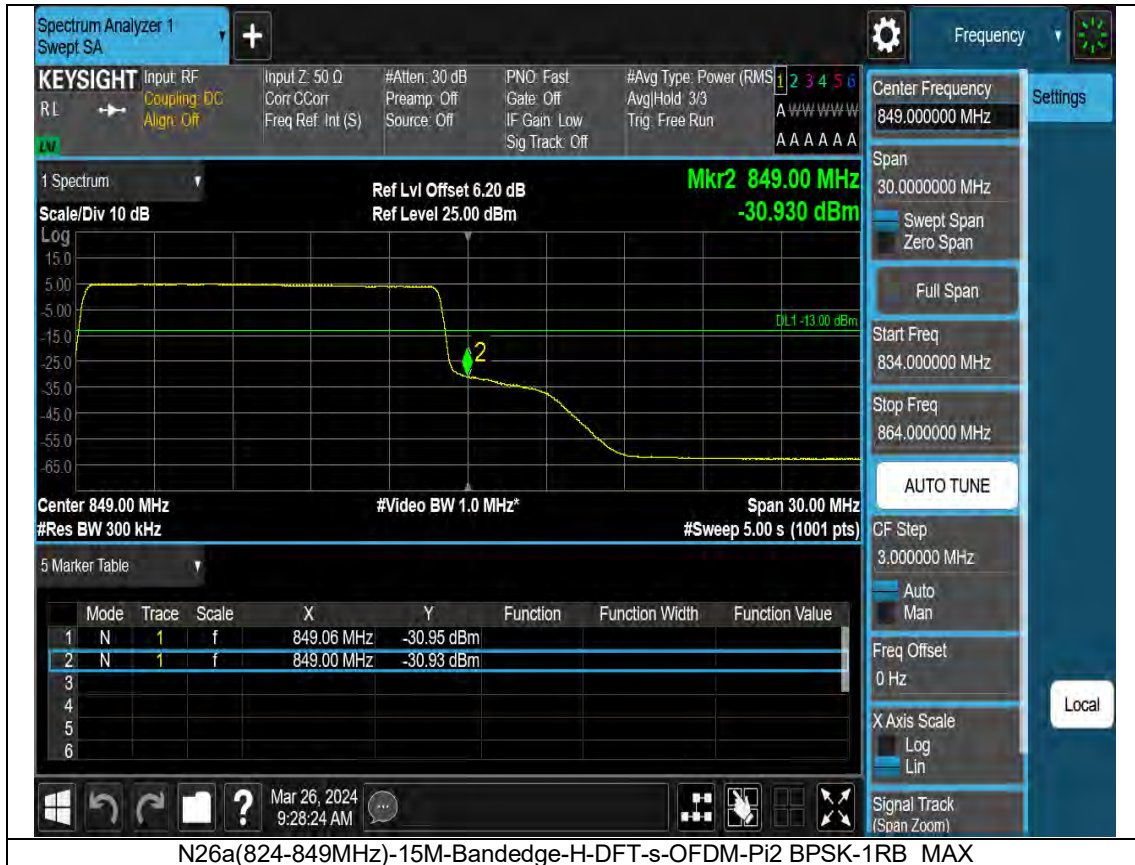 Spectrum Analyzer 1
Swept SA
+
Frequency
KEYSIGHT
RL
Input: RF
Coupling: DC
Align: Off
Input Z: 50 Ω
Corr CCorr
Freq Ref: Int (S)
#Atten: 30 dB
Preamp: Off
Source: Off
PNO: Fast
Gate: Off
IF Gain: Low
Sig Track: Off
#Avg Type: Power (RMS
Avg|Hold: 3/3
Trig: Free Run
1 2 3 4 5 6
A W W W W W
A A A A A A
Settings
1 Spectrum
Ref Lvl Offset 6.20 dB
Mkr2 849.00 MHz
Scale/Div 10 dB
Ref Level 25.00 dBm
-30.930 dBm
Log
15.0
5.00
-5.00
-15.0
-25.0
-35.0
-45.0
-55.0
-65.0
DL1 -13.00 dBm
2
Center 849.00 MHz
#Video BW 1.0 MHz*
Span 30.00 MHz
#Res BW 300 kHz
#Sweep 5.00 s (1001 pts)
5 Marker Table
Mode Trace Scale X Y Function Function Width Function Value
1 N 1 f 849.06 MHz -30.95 dBm
2 N 1 f 849.00 MHz -30.93 dBm
3
4
5
6
Center Frequency
849.000000 MHz
Span
30.0000000 MHz
Swept Span
Zero Span
Full Span
Start Freq
834.000000 MHz
Stop Freq
864.000000 MHz
AUTO TUNE
CF Step
3.000000 MHz
Auto
Man
Freq Offset
0 Hz
X Axis Scale
Log
Lin
Signal Track
(Span Zoom)
Local
?
Mar 26, 2024
9:28:24 AM
N26a(824-849MHz)-15M-Bandedge-H-DFT-s-OFDM-Pi2 BPSK-1RB_MAX